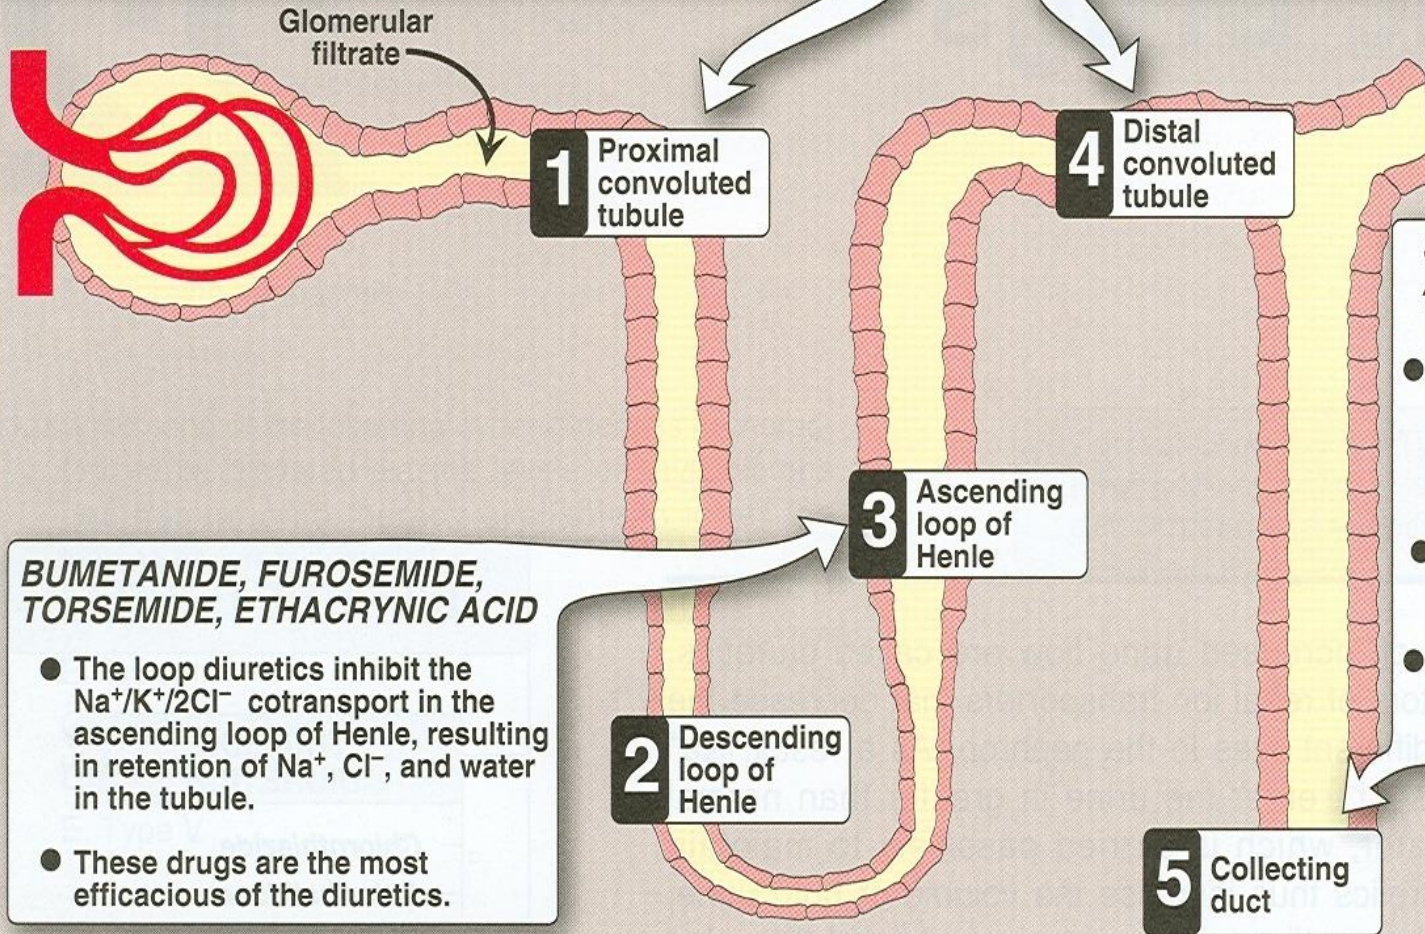 Glomerular
filtrate
1
Proximal
convoluted
tubule
4
Distal
convoluted
tubule
3
Ascending
loop of
Henle
BUMETANIDE, FUROSEMIDE,
TORSEMIDE, ETHACRYNIC ACID
● The loop diuretics inhibit the
Na⁺/K⁺/2Cl⁻ cotransport in the
ascending loop of Henle, resulting
in retention of Na⁺, Cl⁻, and water
in the tubule.
● These drugs are the most
efficacious of the diuretics.
2
Descending
loop of
Henle
5
Collecting
duct